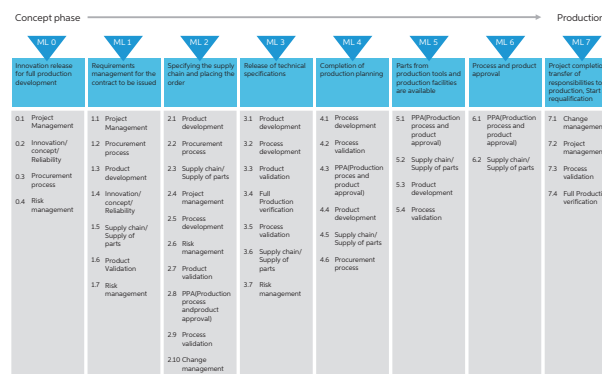 Concept phase
Production
ML 0
ML 1
ML 2
ML 3
ML 4
ML 5
ML 6
ML 7
Innovation release
for full production
development
Requirements
management for the
contract to be issued
Specifying the supply
chain and placing the
order
Release of technical
specifications
Completion of
production planning
Parts from
production tools and
production facilities
are available
Process and product
approval
Project completion
transfer of
responsibilities to
production, Start
requalification
0.1 Project
Management
0.2 Innovation/
concept/
Reliability
0.3 Procurement
process
0.4 Risk
management
1.1 Project
Management
1.2 Procurement
process
1.3 Product
development
1.4 Innovation/
concept/
Reliability
1.5 Supply chain/
Supply of
parts
1.6 Product
Validation
1.7 Risk
management
2.1 Product
development
2.2 Procurement
process
2.3 Supply chain/
Supply of parts
2.4 Project
management
2.5 Process
development
2.6 Risk
management
2.7 Product
validation
2.8 PPA(Production
process
andproduct
approval)
2.9 Process
validation
2.10 Change
management
3.1 Product
development
3.2 Process
development
3.3 Product
validation
3.4 Full
Production
verification
3.5 Process
validation
3.6 Supply chain/
Supply of
parts
3.7 Risk
management
4.1 Process
development
4.2 Process
validation
4.3 PPA(Production
proces and
product
approval)
4.4 Product
development
4.5 Supply chain/
Supply of parts
4.6 Procurement
process
5.1 PPA(Production
process and
product
approval)
5.2 Supply chain/
Supply of parts
5.3 Product
development
5.4 Process
validation
6.1 PPA(Production
process and
product
approval)
6.2 Supply chain/
Supply of parts
7.1 Change
management
7.2 Project
management
7.3 Process
validation
7.4 Full Producti
verification